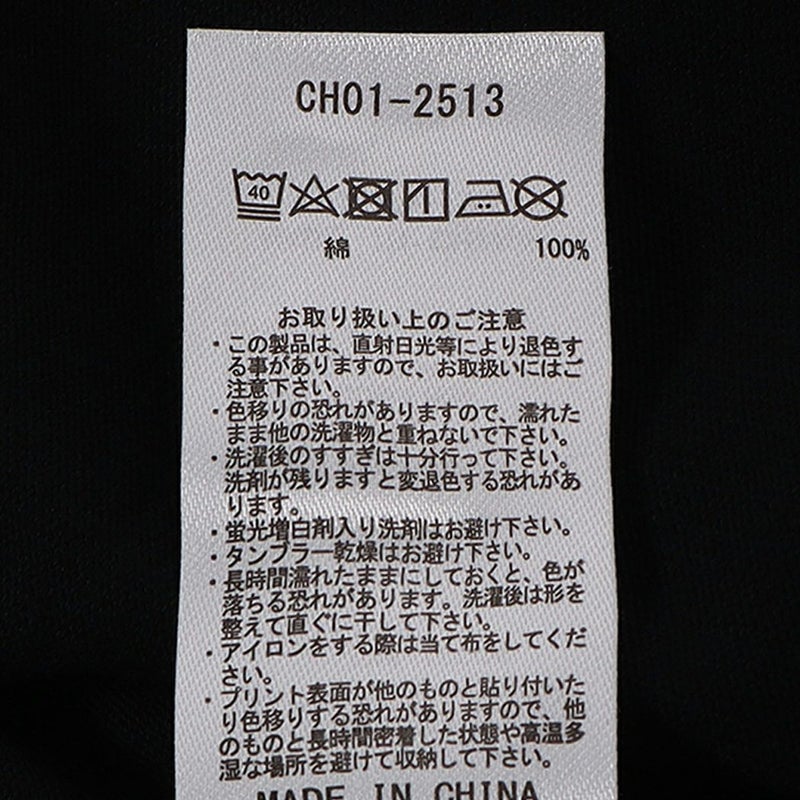 CH01-2513
40
綿 100%
お取り扱い上のご注意
・この製品は、直射日光等により退色す
る事がありますので、お取扱いにはご
注意下さい。
・色移りの恐れがありますので、濡れた
まま他の洗濯物と重ねないで下さい。
・洗濯後のすすぎは十分行って下さい。
洗剤が残りますと変退色する恐れがあ
ります。
・蛍光増白剤入り洗剤はお避け下さい。
・タンブラー乾燥はお避け下さい。
・長時間濡れたままにしておくと、色が
落ちる恐れがあります。洗濯後は形を
整えて直ぐに干して下さい。
・アイロンをする際は当て布をしてくだ
さい。
・プリント表面が他のものと貼り付いた
り色移りする恐れがありますので、他
のものと長時間密着した状態や高温多
湿な場所を避けて収納して下さい。
MADE IN CHINA